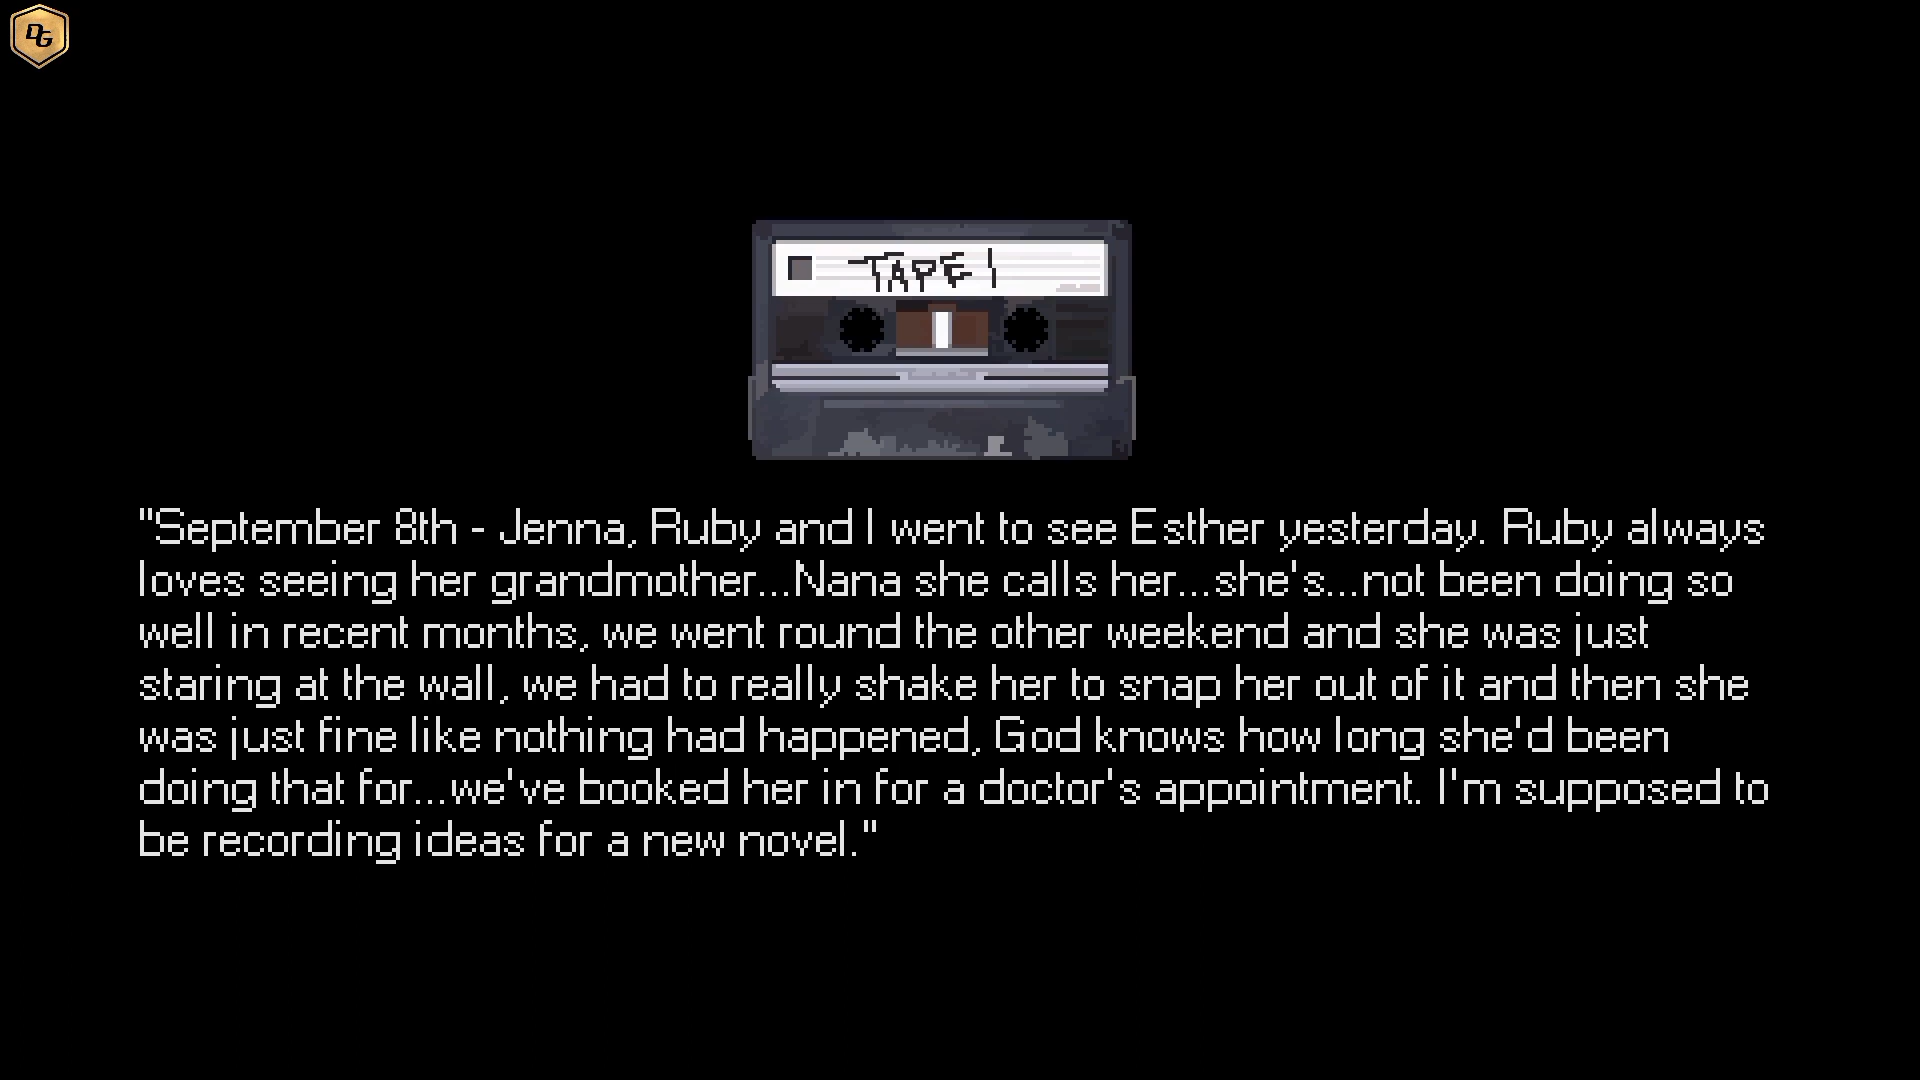 DG
TAPE 1
"September 8th - Jenna, Ruby and I went to see Esther yesterday. Ruby always
loves seeing her grandmother...Nana she calls her...she's...not been doing so
well in recent months, we went round the other weekend and she was just
staring at the wall, we had to really shake her to snap her out of it and then she
was just fine like nothing had happened, God knows how long she'd been
doing that for...we've booked her in for a doctor's appointment. I'm supposed to
be recording ideas for a new novel."